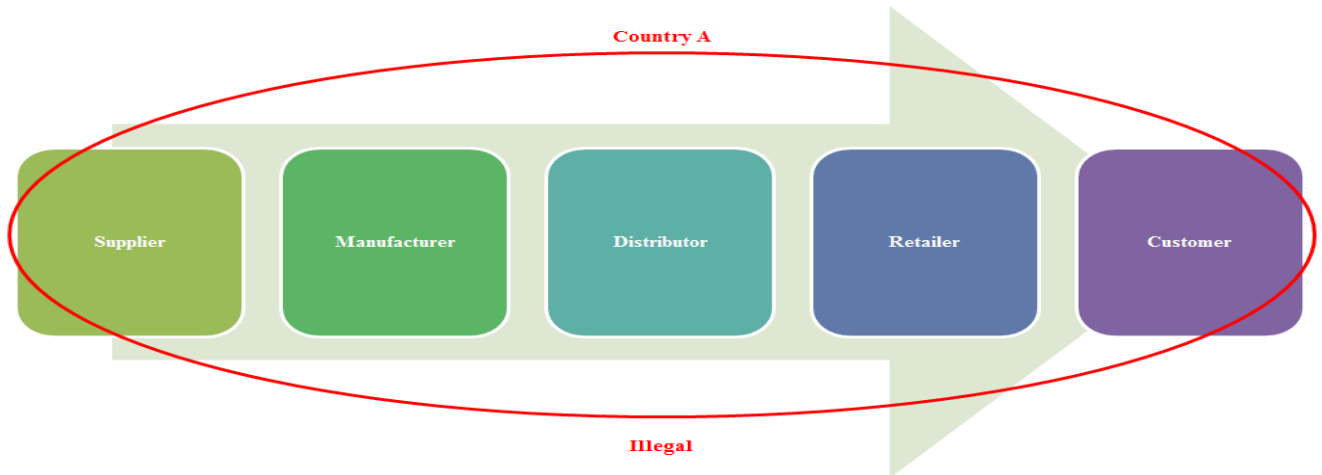 Country A
Supplier
Manufacturer
Distributor
Retailer
Customer
Illegal